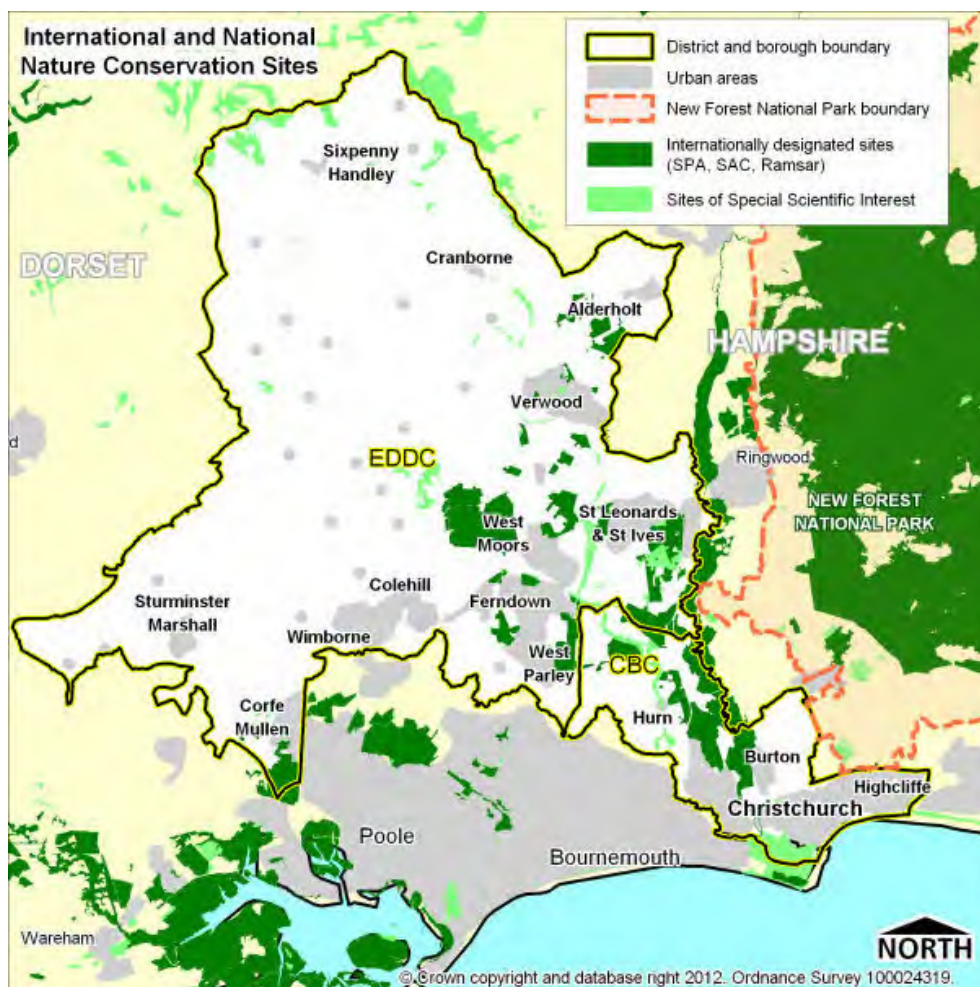 International and National
Nature Conservation Sites
District and borough boundary
Urban areas
New Forest National Park boundary
Internationally designated sites
(SPA, SAC, Ramsar)
Sites of Special Scientific Interest
Sixpenny
Handley
DORSET
Cranborne
Alderholt
HAMPSHIRE
Verwood
d
EDDC
Ringwood
NEW FOREST
NATIONAL PARK
West
Moors
St Leonards
& St Ives
Colehill
Sturminster
Marshall
Ferndown
Wimborne
West
Parley
CBC
Corfe
Mullen
Hurn
Burton
Highcliffe
Christchurch
Poole
Bournemouth
Wareham
NORTH
© Crown copyright and database right 2012. Ordnance Survey 100024319.